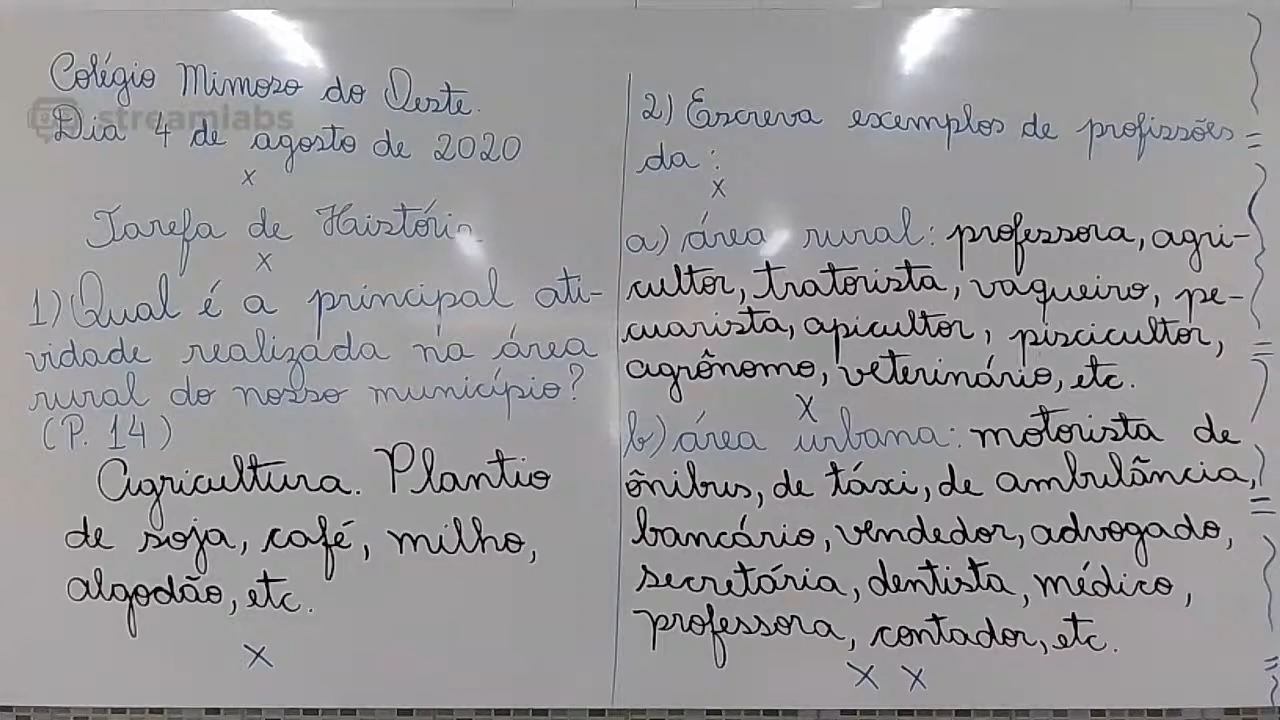 Colégio Mimoso do Oeste.
streamlabs
Dia 4 de agosto de 2020
x
Tarefa de História
x
1) Qual é a principal ati-
vidade realizada na área
rural do nosso município?
(P. 14)
Agricultura. Plantio
de soja, café, milho,
algodão, etc.
x
2) Escreva exemplos de profissões
da:
x
a) área rural: professora, agri-
cultor, tratorista, vaqueiro, pe-
cuarista, apicultor, piscicultor,
agrônomo, veterinário, etc.
x
b) área urbana: motorista de
ônibus, de táxi, de ambulância,
bancário, vendedor, advogado,
secretária, dentista, médico,
professora, contador, etc.
x x